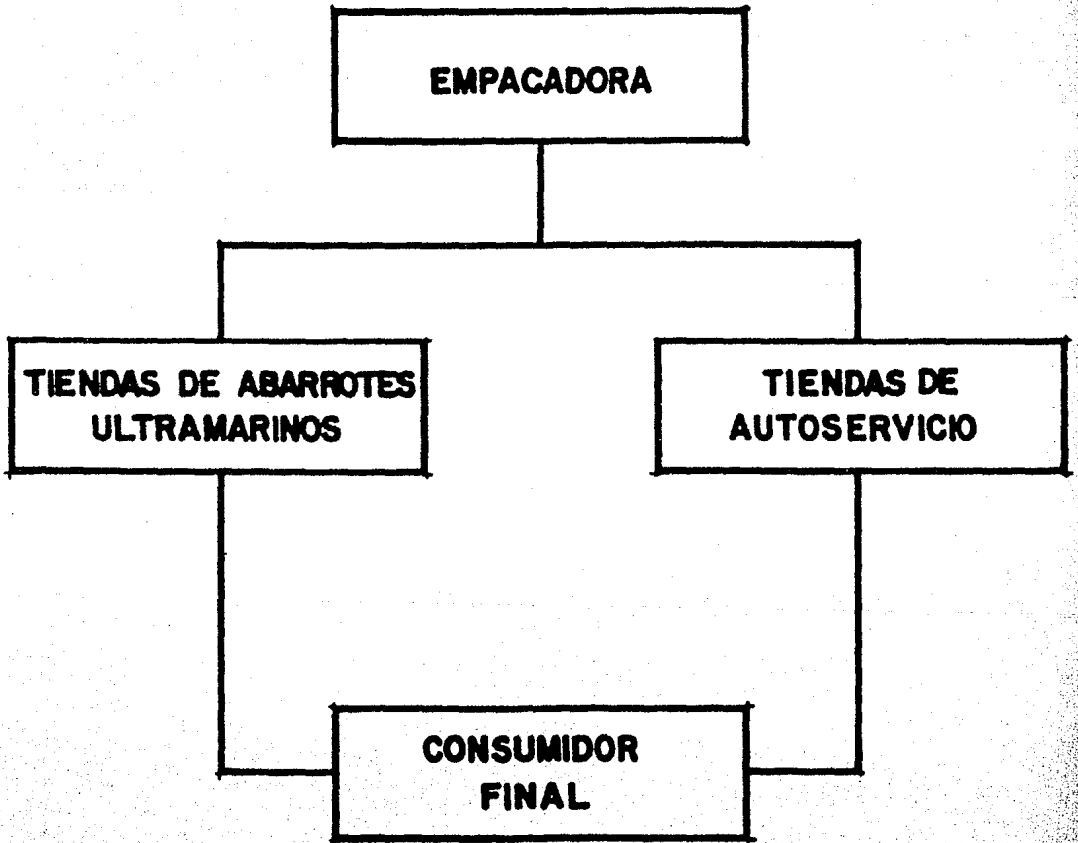 EMPACADORA
TIENDAS DE ABARROTES
ULTRAMARINOS
TIENDAS DE
AUTOSERVICIO
CONSUMIDOR
FINAL